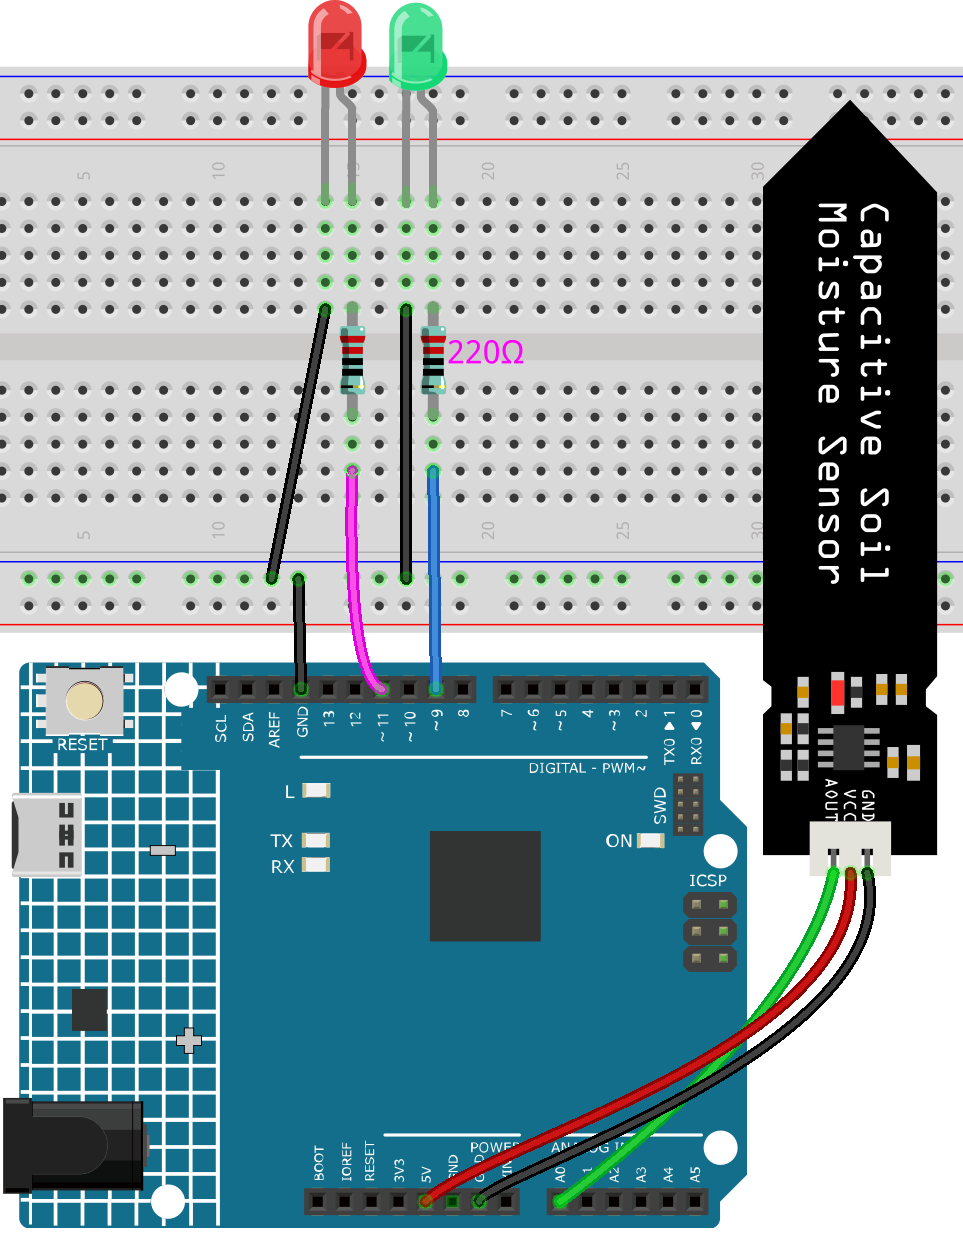 5 10 15 20 25 30
220Ω
Capacitive Soil
Moisture Sensor
5 10 20 25 30
RESET
SCL SDA AREF GND 13 12 ~11 ~10 ~9 8 7 ~6 ~5 4 ~3 2 TX0 ▶ 1 RX0 ◀ 0
DIGITAL - PWM~
AOUT VCC GND
L
TX
RX
SWD
ON
ICSP
POWER
ANALOG IN
BOOT IOREF RESET 3V3 5V GND GND VIN A0 A1 A2 A3 A4 A5